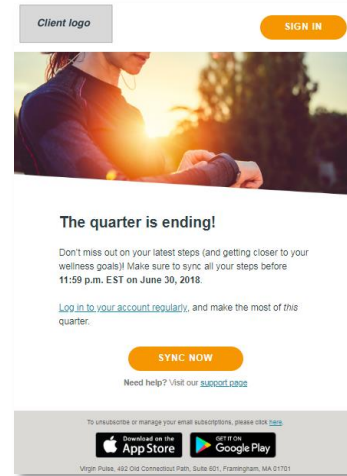 Client logo
SIGN IN
The quarter is ending!
Don't miss out on your latest steps (and getting closer to your
wellness goals)! Make sure to sync all your steps before
11:59 p.m. EST on June 30, 2018.
Log in to your account regularly, and make the most of this
quarter.
SYNC NOW
Need help? Visit our support page
To unsubscribe or manage your email subscriptions, please click here.
Download on the
App Store
GET IT ON
Google Play
Virgin Pulse, 492 Old Connecticut Path, Suite 601, Framingham, MA 01701